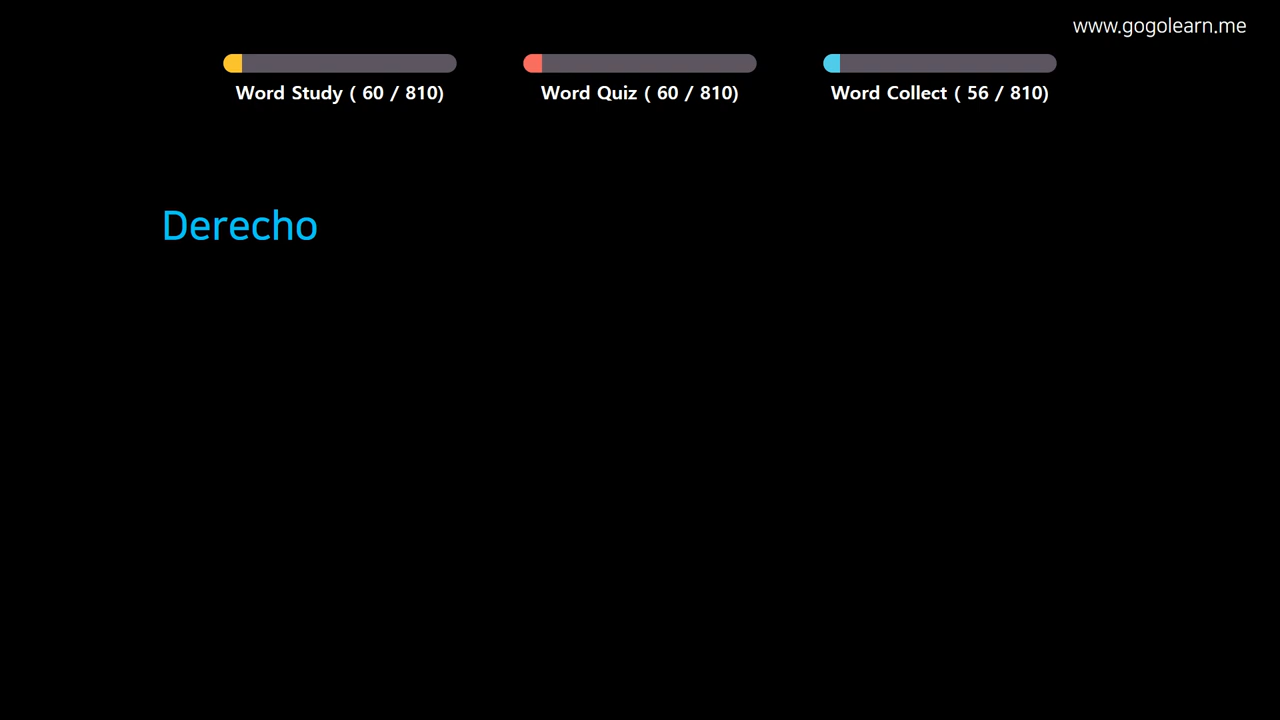 www.gogolearn.me
Word Study ( 60 / 810)
Word Quiz ( 60 / 810)
Word Collect ( 56 / 810)
Derecho